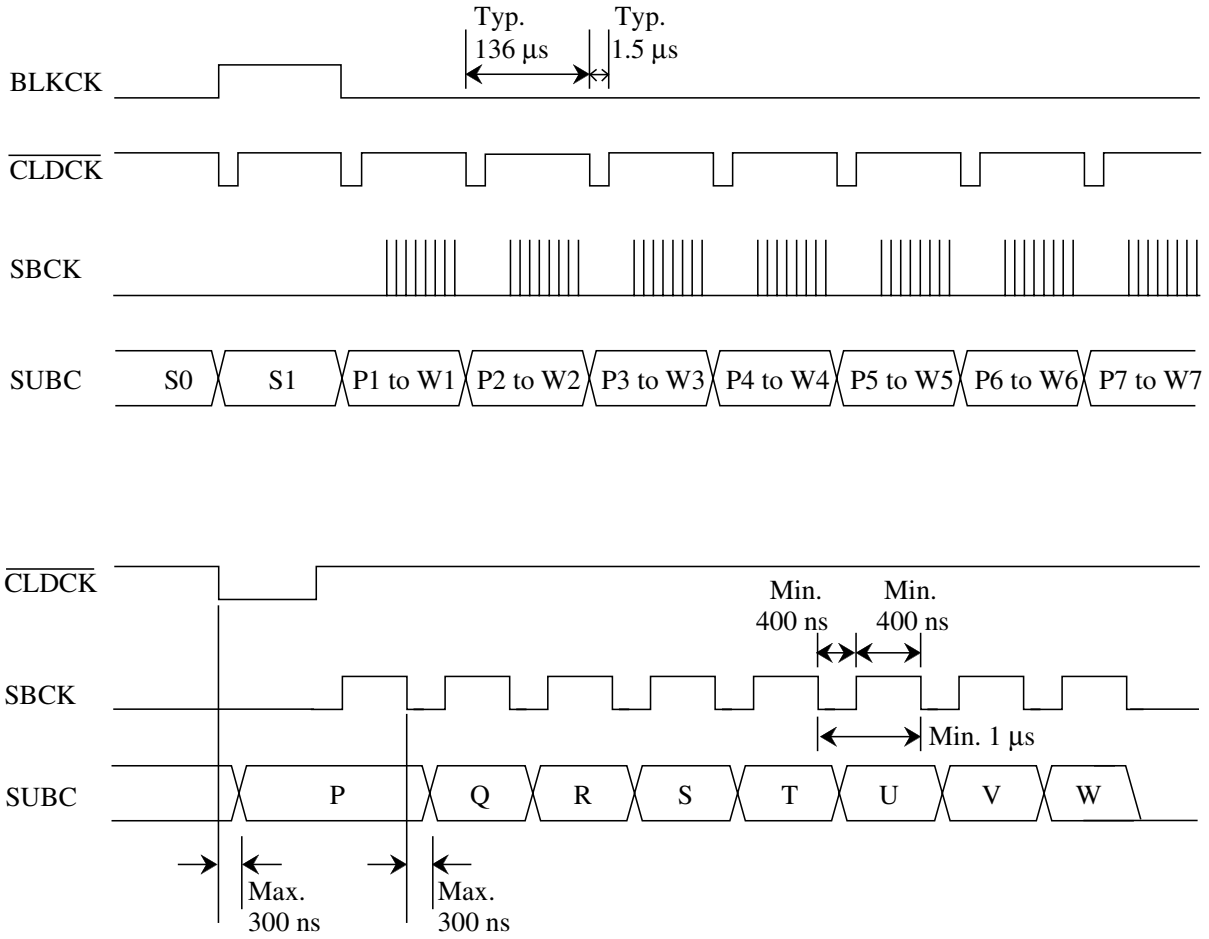 Typ. Typ.
136 μs 1.5 μs
BLKCK
CLDCK
SBCK
SUBC S0 S1 P1 to W1 P2 to W2 P3 to W3 P4 to W4 P5 to W5 P6 to W6 P7 to W7
CLDCK
Min. Min.
400 ns 400 ns
SBCK
Min. 1 μs
SUBC P Q R S T U V W
Max. Max.
300 ns 300 ns